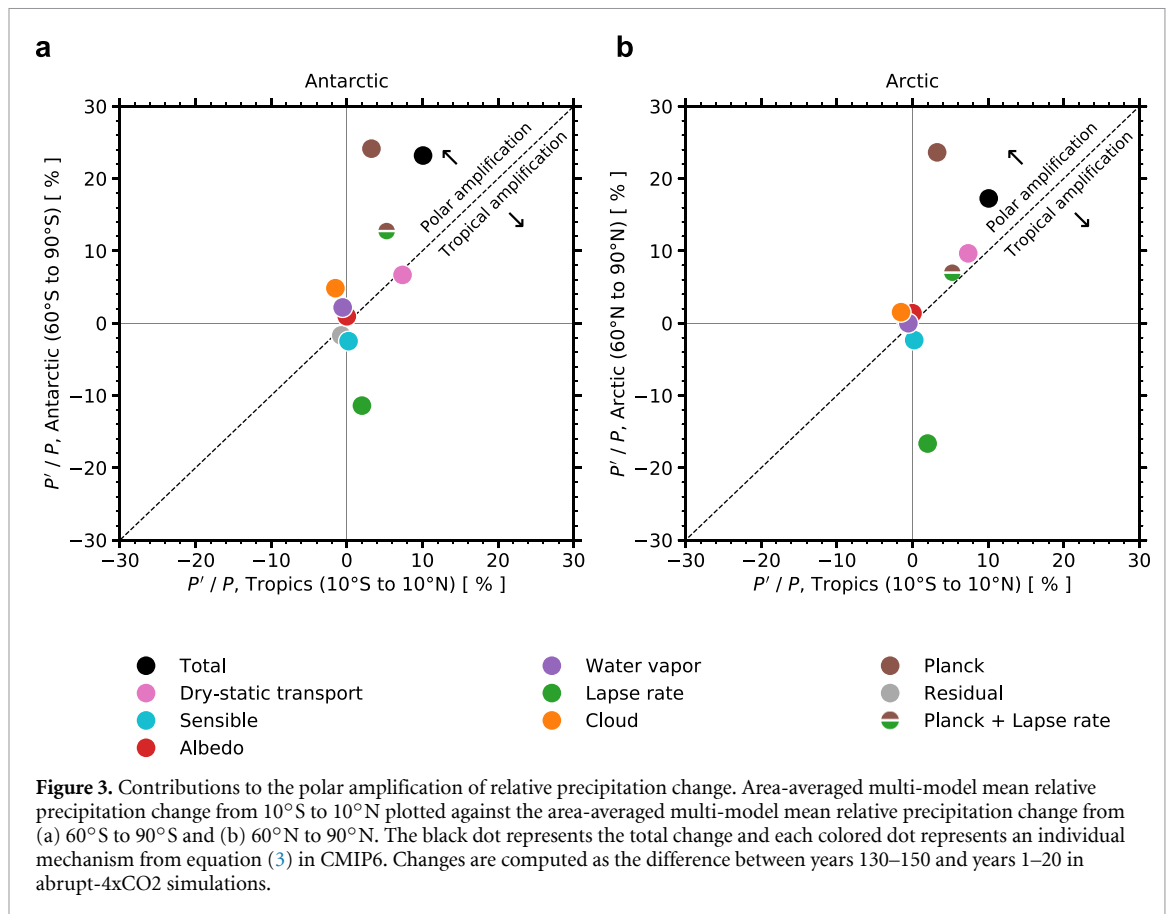 a
Antarctic
30
20
10
0
−10
−20
−30
P′ / P, Antarctic (60°S to 90°S) [ % ]
Polar amplification
Tropical amplification
−30 −20 −10 0 10 20 30
P′ / P, Tropics (10°S to 10°N) [ % ]
b
Arctic
30
20
10
0
−10
−20
−30
P′ / P, Arctic (60°N to 90°N) [ % ]
Polar amplification
Tropical amplification
−30 −20 −10 0 10 20 30
P′ / P, Tropics (10°S to 10°N) [ % ]
Total
Dry-static transport
Sensible
Albedo
Water vapor
Lapse rate
Cloud
Planck
Residual
Planck + Lapse rate
Figure 3. Contributions to the polar amplification of relative precipitation change. Area-averaged multi-model mean relative
precipitation change from 10°S to 10°N plotted against the area-averaged multi-model mean relative precipitation change from
(a) 60°S to 90°S and (b) 60°N to 90°N. The black dot represents the total change and each colored dot represents an individual
mechanism from equation (3) in CMIP6. Changes are computed as the difference between years 130–150 and years 1–20 in
abrupt-4xCO2 simulations.